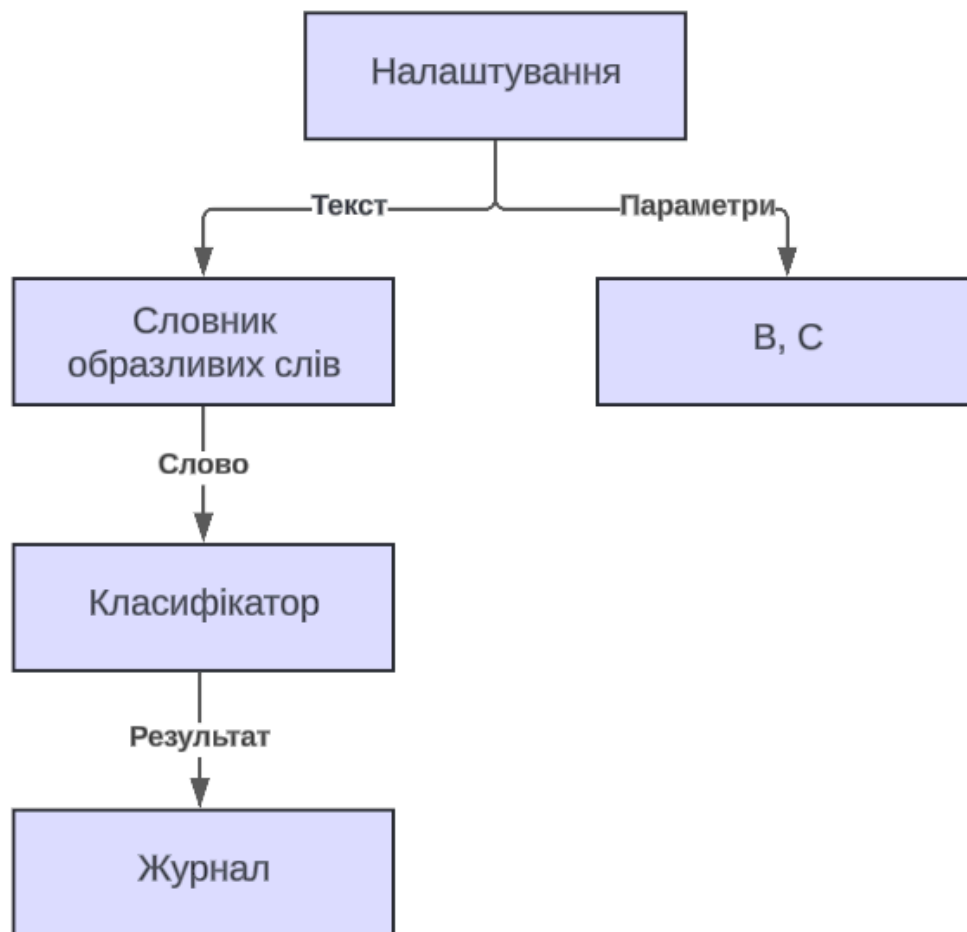 Налаштування
Текст
Параметри
Словник
образливих слів
В, С
Слово
Класифікатор
Результат
Журнал